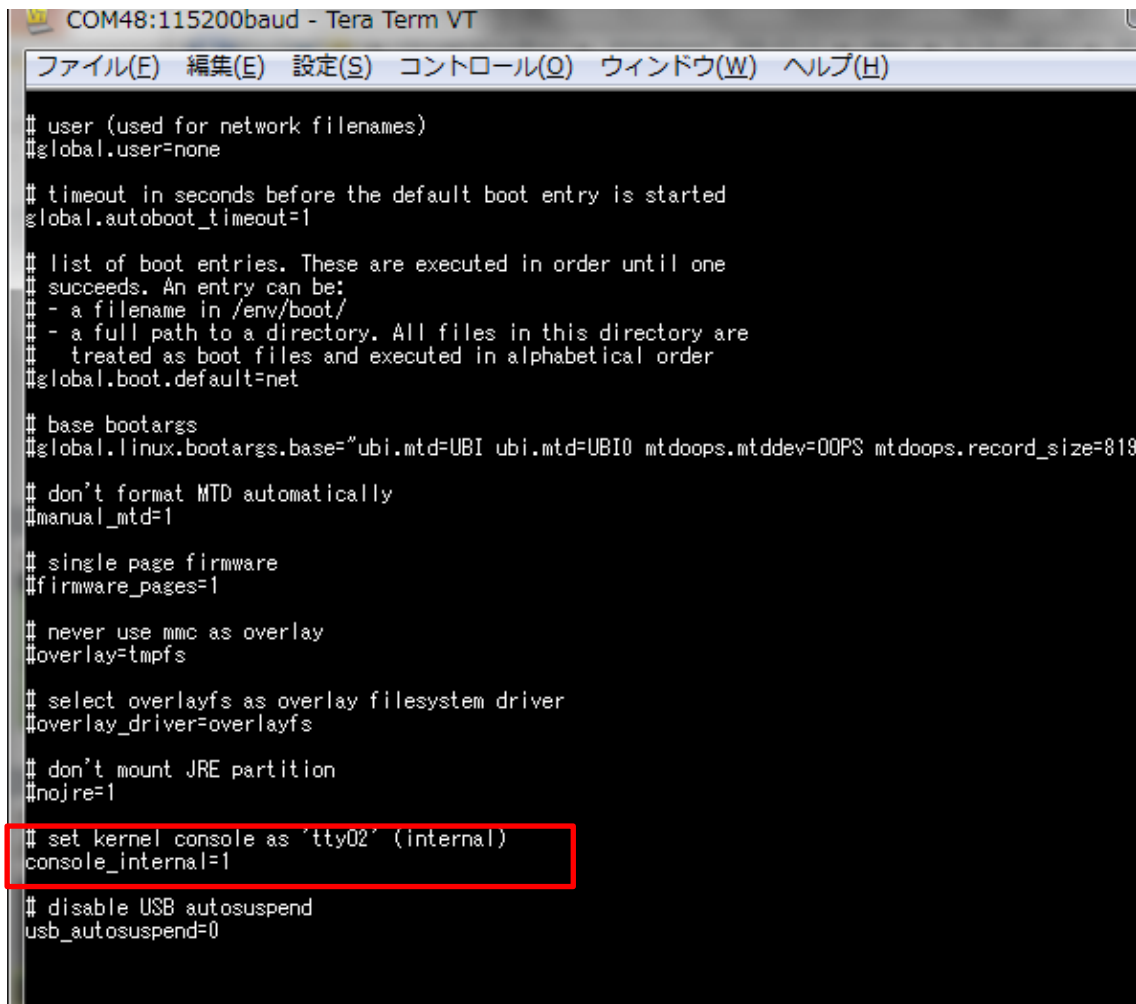 COM48:115200baud - Tera Term VT
ファイル(F) 編集(E) 設定(S) コントロール(O) ウィンドウ(W) ヘルプ(H)
# user (used for network filenames)
#global.user=none
# timeout in seconds before the default boot entry is started
global.autoboot_timeout=1
# list of boot entries. These are executed in order until one
# succeeds. An entry can be:
# - a filename in /env/boot/
# - a full path to a directory. All files in this directory are
#   treated as boot files and executed in alphabetical order
#global.boot.default=net
# base bootargs
#global.linux.bootargs.base="ubi.mtd=UBI ubi.mtd=UBI0 mtdoops.mtddev=OOPS mtdoops.record_size=819
# don't format MTD automatically
#manual_mtd=1
# single page firmware
#firmware_pages=1
# never use mmc as overlay
#overlay=tmpfs
# select overlayfs as overlay filesystem driver
#overlay_driver=overlayfs
# don't mount JRE partition
#nojre=1
# set kernel console as 'ttyO2' (internal)
console_internal=1
# disable USB autosuspend
usb_autosuspend=0